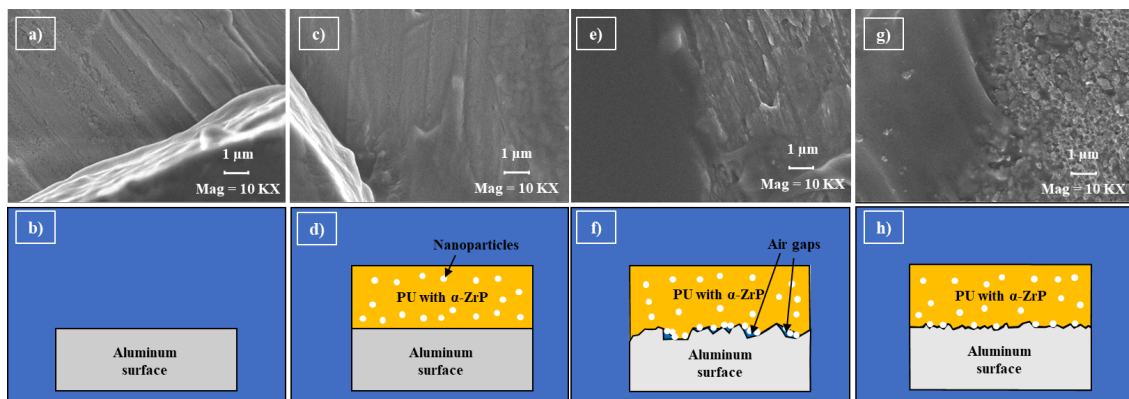 a)
1 µm
Mag = 10 KX
c)
1 µm
Mag = 10 KX
e)
1 µm
Mag = 10 KX
g)
1 µm
Mag = 10 KX
b)
Aluminum
surface
d)
Nanoparticles
PU with α-ZrP
Aluminum
surface
f)
Air gaps
PU with α-ZrP
Aluminum
surface
h)
PU with α-ZrP
Aluminum
surface